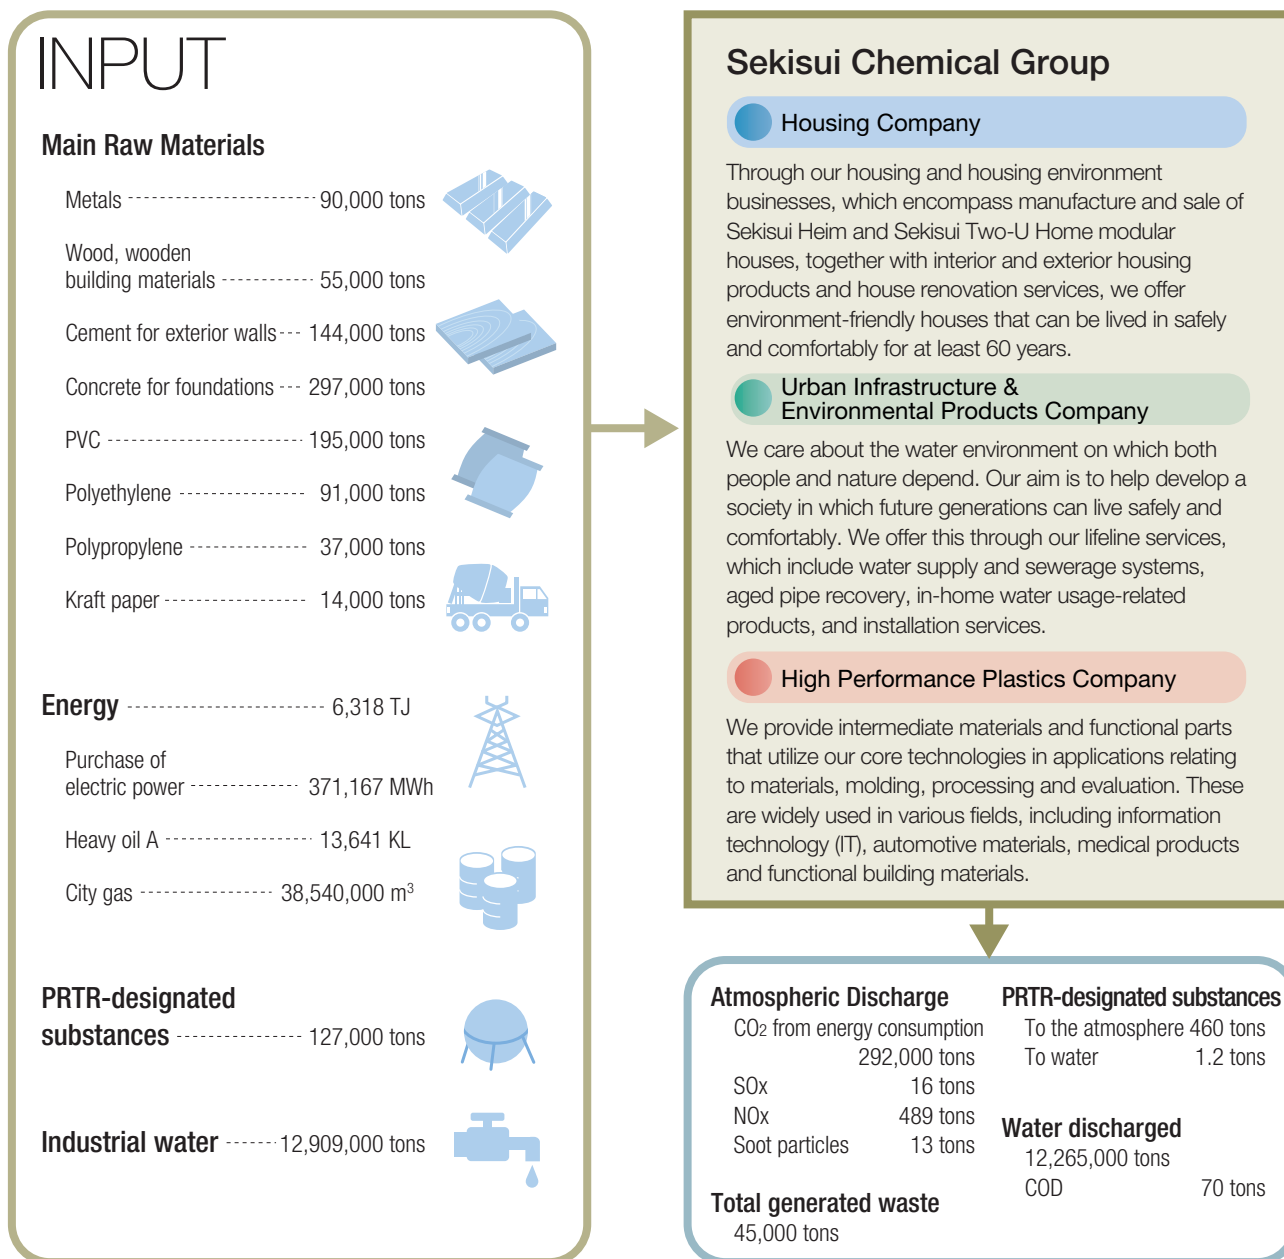 INPUT
Main Raw Materials
Metals 90,000 tons
Wood, wooden
building materials 55,000 tons
Cement for exterior walls 144,000 tons
Concrete for foundations 297,000 tons
PVC 195,000 tons
Polyethylene 91,000 tons
Polypropylene 37,000 tons
Kraft paper 14,000 tons
Energy 6,318 TJ
Purchase of
electric power 371,167 MWh
Heavy oil A 13,641 KL
City gas 38,540,000 m³
PRTR-designated
substances 127,000 tons
Industrial water 12,909,000 tons
Sekisui Chemical Group
Housing Company
Through our housing and housing environment
businesses, which encompass manufacture and sale of
Sekisui Heim and Sekisui Two-U Home modular
houses, together with interior and exterior housing
products and house renovation services, we offer
environment-friendly houses that can be lived in safely
and comfortably for at least 60 years.
Urban Infrastructure &
Environmental Products Company
We care about the water environment on which both
people and nature depend. Our aim is to help develop a
society in which future generations can live safely and
comfortably. We offer this through our lifeline services,
which include water supply and sewerage systems,
aged pipe recovery, in-home water usage-related
products, and installation services.
High Performance Plastics Company
We provide intermediate materials and functional parts
that utilize our core technologies in applications relating
to materials, molding, processing and evaluation. These
are widely used in various fields, including information
technology (IT), automotive materials, medical products
and functional building materials.
Atmospheric Discharge
CO2 from energy consumption
292,000 tons
SOx 16 tons
NOx 489 tons
Soot particles 13 tons
Total generated waste
45,000 tons
PRTR-designated substances
To the atmosphere 460 tons
To water 1.2 tons
Water discharged
12,265,000 tons
COD 70 tons